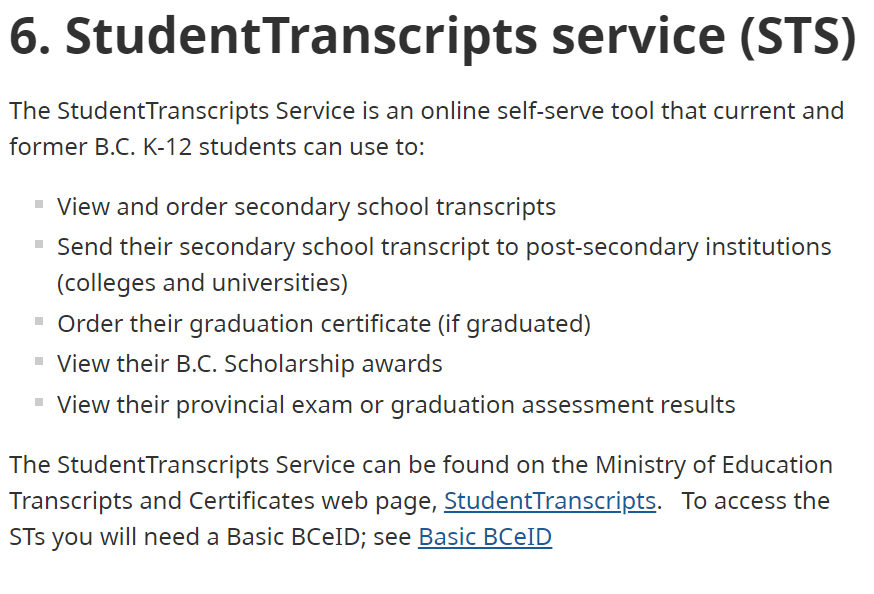 6. StudentTranscripts service (STS)
The StudentTranscripts Service is an online self-serve tool that current and
former B.C. K-12 students can use to:
View and order secondary school transcripts
Send their secondary school transcript to post-secondary institutions
(colleges and universities)
Order their graduation certificate (if graduated)
View their B.C. Scholarship awards
View their provincial exam or graduation assessment results
The StudentTranscripts Service can be found on the Ministry of Education
Transcripts and Certificates web page, StudentTranscripts.   To access the
STs you will need a Basic BCeID; see Basic BCeID